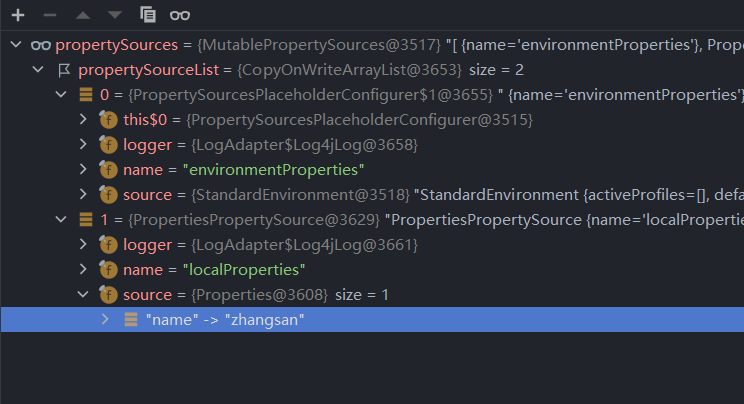 propertySources = {MutablePropertySources@3517} "[ {name='environmentProperties'}, Prop
propertySourceList = {CopyOnWriteArrayList@3653} size = 2
0 = {PropertySourcesPlaceholderConfigurer$1@3655} " {name='environmentProperties'}
this$0 = {PropertySourcesPlaceholderConfigurer@3515}
logger = {LogAdapter$Log4jLog@3658}
name = "environmentProperties"
source = {StandardEnvironment@3518} "StandardEnvironment {activeProfiles=[], defa
1 = {PropertiesPropertySource@3629} "PropertiesPropertySource {name='localPropertie
logger = {LogAdapter$Log4jLog@3661}
name = "localProperties"
source = {Properties@3608} size = 1
"name" -> "zhangsan"